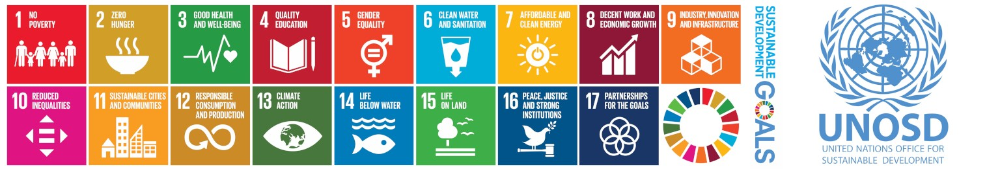 1 NO
POVERTY
2 ZERO
HUNGER
3 GOOD HEALTH
AND WELL-BEING
4 QUALITY
EDUCATION
5 GENDER
EQUALITY
6 CLEAN WATER
AND SANITATION
7 AFFORDABLE AND
CLEAN ENERGY
8 DECENT WORK AND
ECONOMIC GROWTH
9 INDUSTRY, INNOVATION
AND INFRASTRUCTURE
10 REDUCED
INEQUALITIES
11 SUSTAINABLE CITIES
AND COMMUNITIES
12 RESPONSIBLE
CONSUMPTION
AND PRODUCTION
13 CLIMATE
ACTION
14 LIFE
BELOW WATER
15 LIFE
ON LAND
16 PEACE, JUSTICE
AND STRONG
INSTITUTIONS
17 PARTNERSHIPS
FOR THE GOALS
SUSTAINABLE
DEVELOPMENT
GOALS
UNOSD
UNITED NATIONS OFFICE FOR
SUSTAINABLE DEVELOPMENT